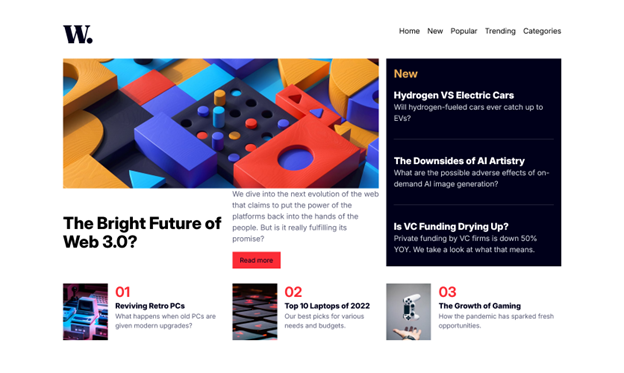 W.
Home New Popular Trending Categories
The Bright Future of
Web 3.0?
We dive into the next evolution of the web
that claims to put the power of the
platforms back into the hands of the
people. But is it really fulfilling its
promise?
Read more
New
Hydrogen VS Electric Cars
Will hydrogen-fueled cars ever catch up to
EVs?
The Downsides of AI Artistry
What are the possible adverse effects of on-
demand AI image generation?
Is VC Funding Drying Up?
Private funding by VC firms is down 50%
YOY. We take a look at what that means.
01
Reviving Retro PCs
What happens when old PCs are
given modern upgrades?
02
Top 10 Laptops of 2022
Our best picks for various
needs and budgets.
03
The Growth of Gaming
How the pandemic has sparked fresh
opportunities.